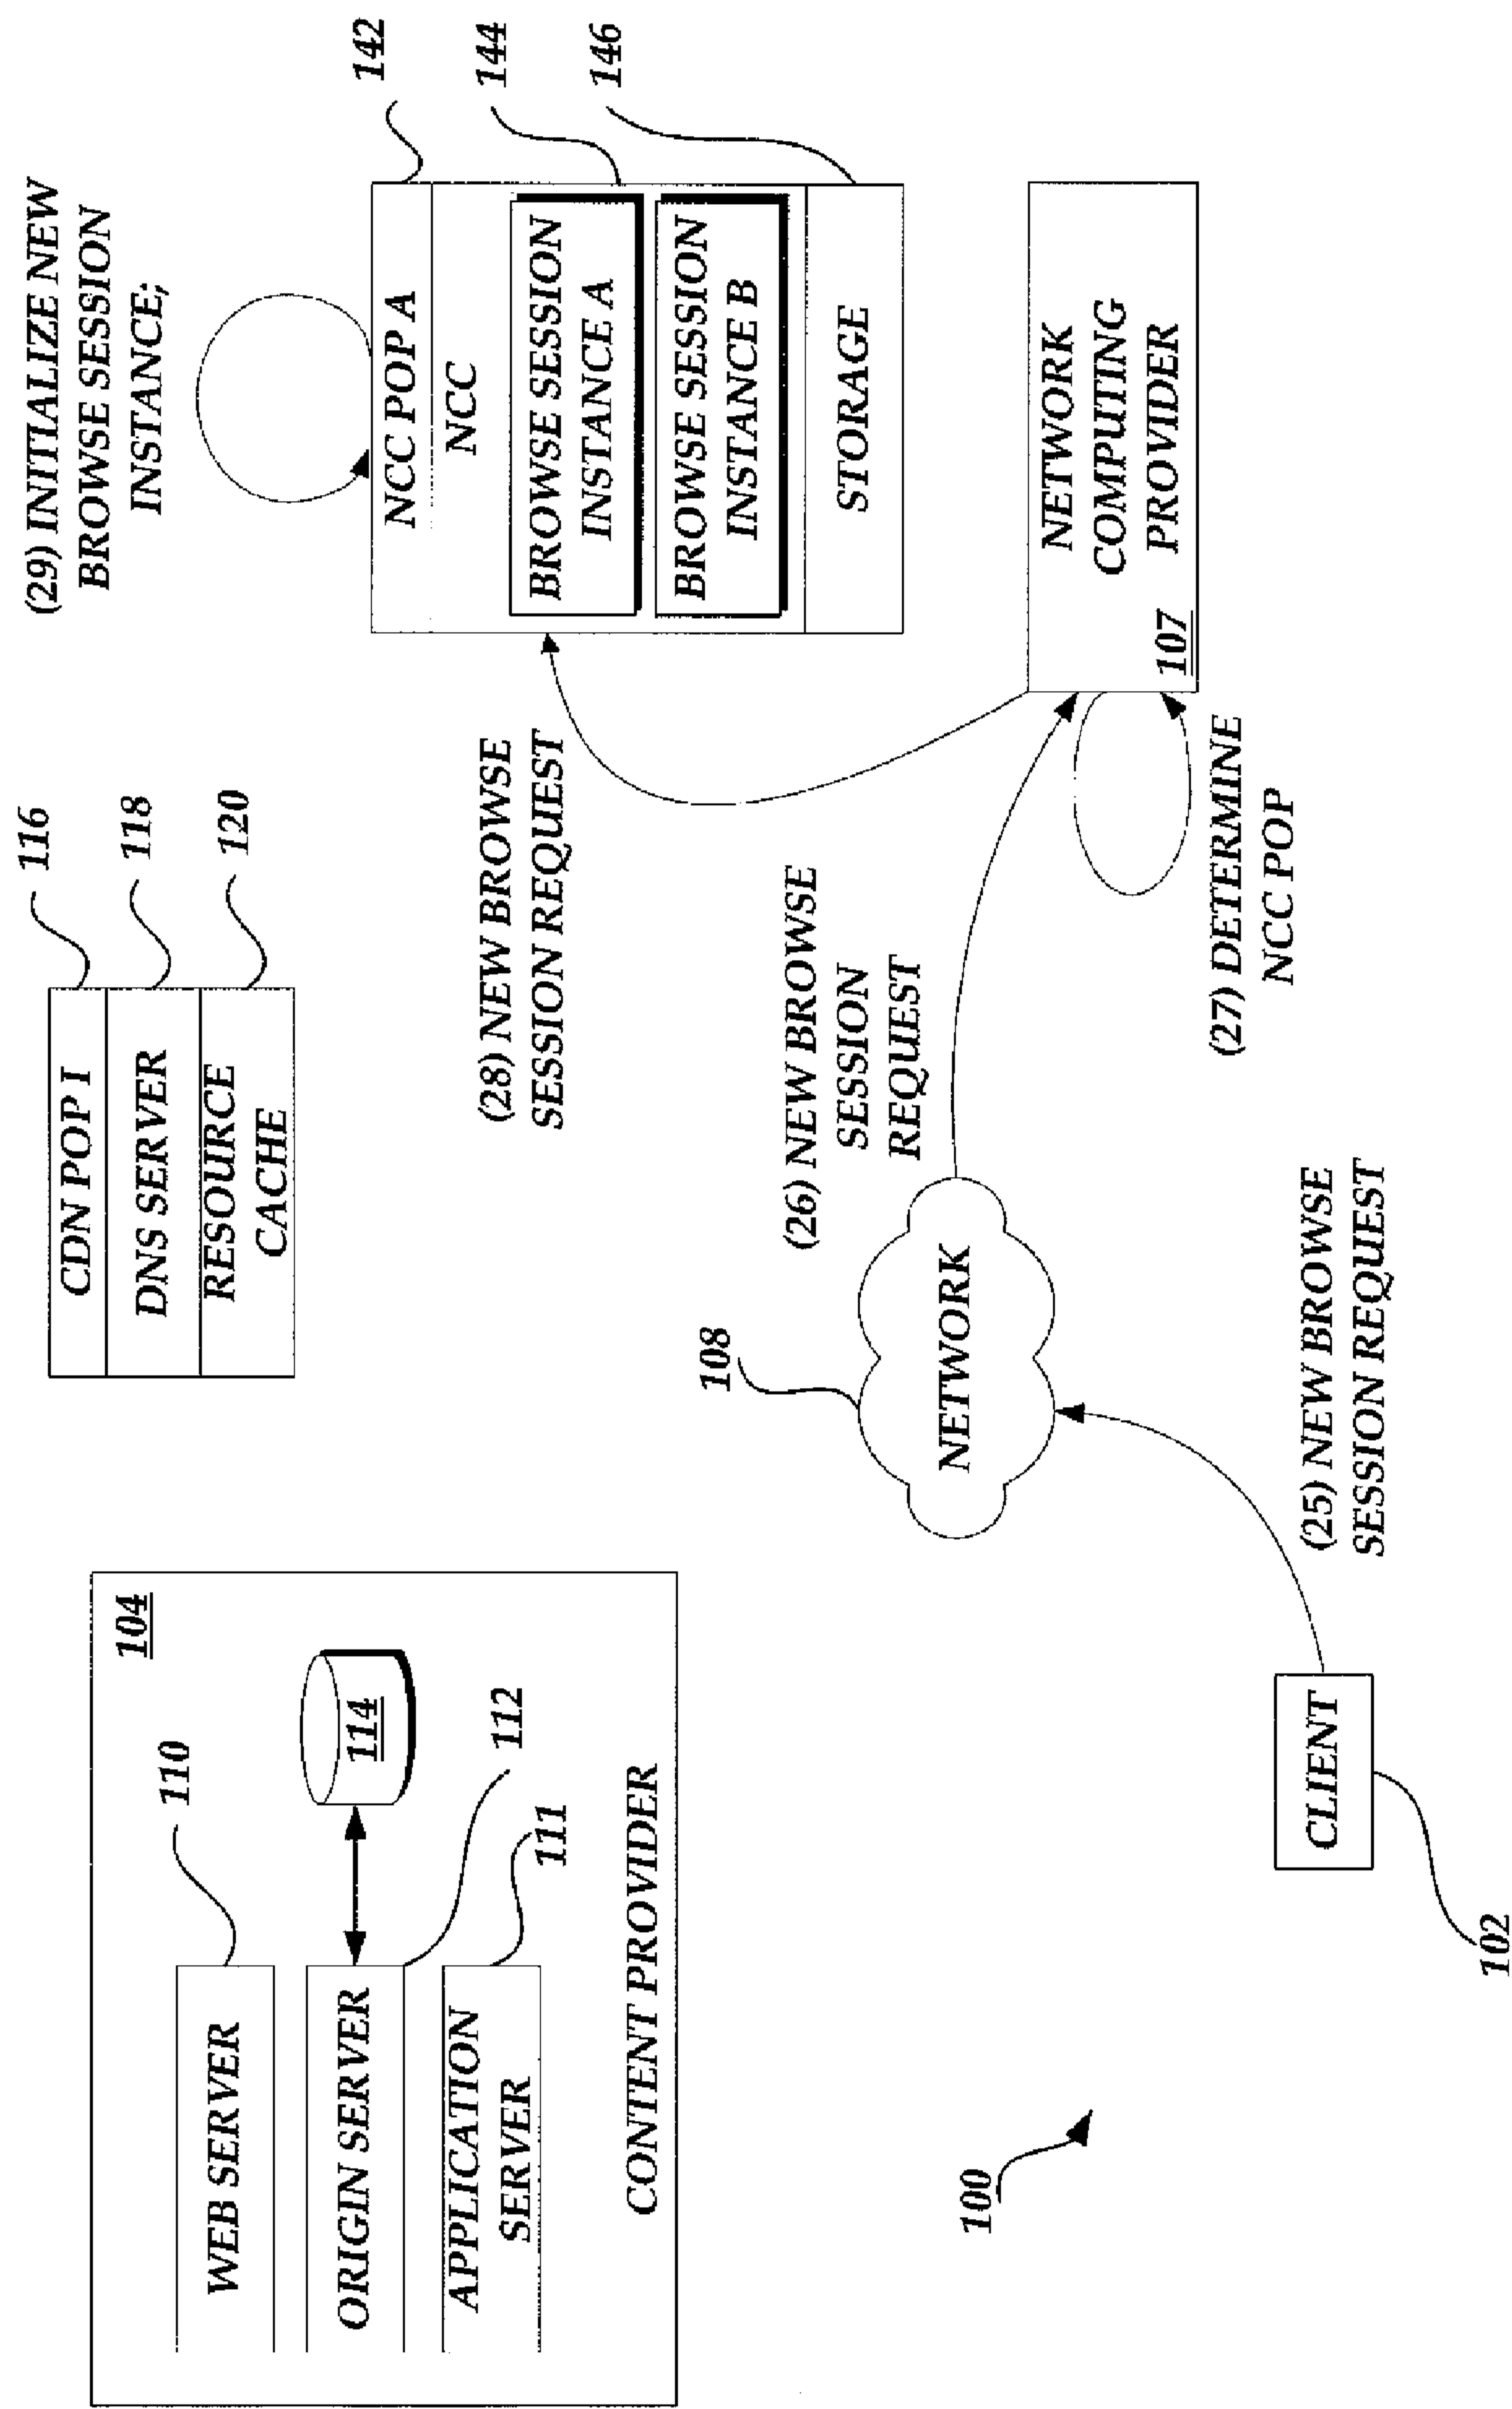 104
110
WEB SERVER
114
ORIGIN SERVER
112
APPLICATION
SERVER
111
CONTENT PROVIDER
CDN POP I
116
DNS SERVER
118
RESOURCE
CACHE
120
(29) INITIALIZE NEW
BROWSE SESSION
INSTANCE;
NCC POP A
142
NCC
BROWSE SESSION
INSTANCE A
144
BROWSE SESSION
INSTANCE B
STORAGE
146
(28) NEW BROWSE
SESSION REQUEST
108
NETWORK
(26) NEW BROWSE
SESSION
REQUEST
NETWORK
COMPUTING
PROVIDER
107
(27) DETERMINE
NCC POP
(25) NEW BROWSE
SESSION REQUEST
CLIENT
102
100